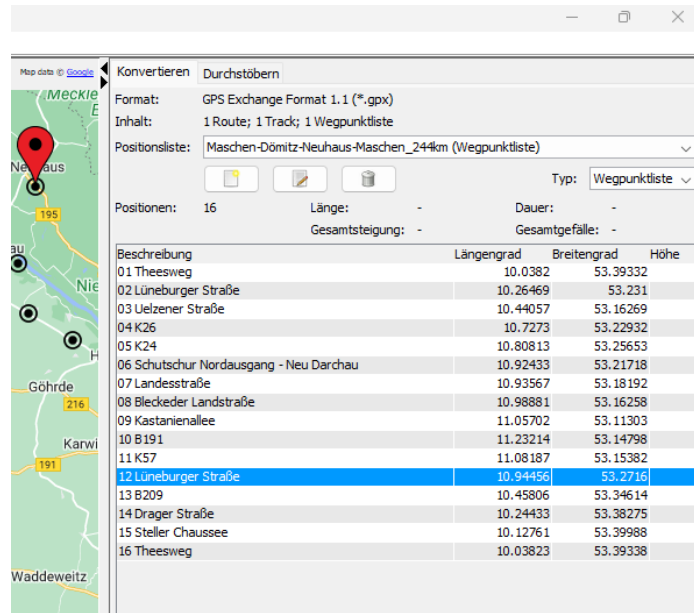 Map data © Google
Meckle
E
Neuhaus
195
au
Nie
H
Göhrde
216
Karwi
191
Waddeweitz
Konvertieren Durchstöbern
Format: GPS Exchange Format 1.1 (*.gpx)
Inhalt: 1 Route; 1 Track; 1 Wegpunktliste
Positionsliste: Maschen-Dömitz-Neuhaus-Maschen_244km (Wegpunktliste)
Typ: Wegpunktliste
Positionen: 16 Länge: - Dauer: -
Gesamtsteigung: - Gesamtgefälle: -
Beschreibung Längengrad Breitengrad Höhe
01 Theesweg 10.0382 53.39332
02 Lüneburger Straße 10.26469 53.231
03 Uelzener Straße 10.44057 53.16269
04 K26 10.7273 53.22932
05 K24 10.80813 53.25653
06 Schutschur Nordausgang - Neu Darchau 10.92433 53.21718
07 Landesstraße 10.93567 53.18192
08 Bleckeder Landstraße 10.98881 53.16258
09 Kastanienallee 11.05702 53.11303
10 B191 11.23214 53.14798
11 K57 11.08187 53.15382
12 Lüneburger Straße 10.94456 53.2716
13 B209 10.45806 53.34614
14 Drager Straße 10.24433 53.38275
15 Steller Chaussee 10.12761 53.39988
16 Theesweg 10.03823 53.39338